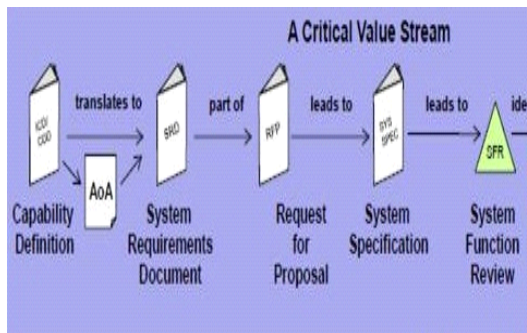 A Critical Value Stream
translates to
part of
leads to
leads to
ide
ICD/
CDD
AoA
SRD
RFP
SYS
SPEC
SFR
Capability
Definition
System
Requirements
Document
Request
for
Proposal
System
Specification
System
Function
Review